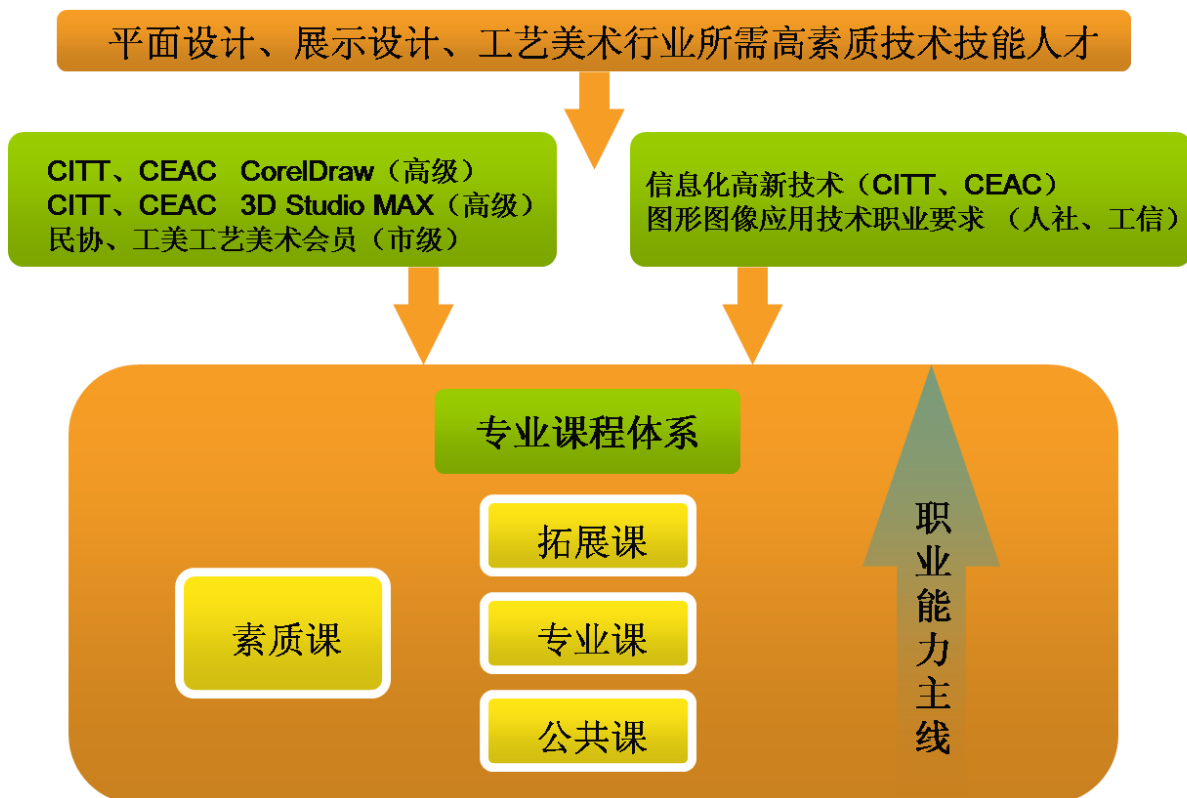 平面设计、展示设计、工艺美术行业所需高素质技术技能人才
CITT、CEAC CorelDraw（高级）
CITT、CEAC 3D Studio MAX（高级）
民协、工美工艺美术会员（市级）
信息化高新技术（CITT、CEAC）
图形图像应用技术职业要求 （人社、工信）
专业课程体系
拓展课
素质课
专业课
公共课
职业能力主线